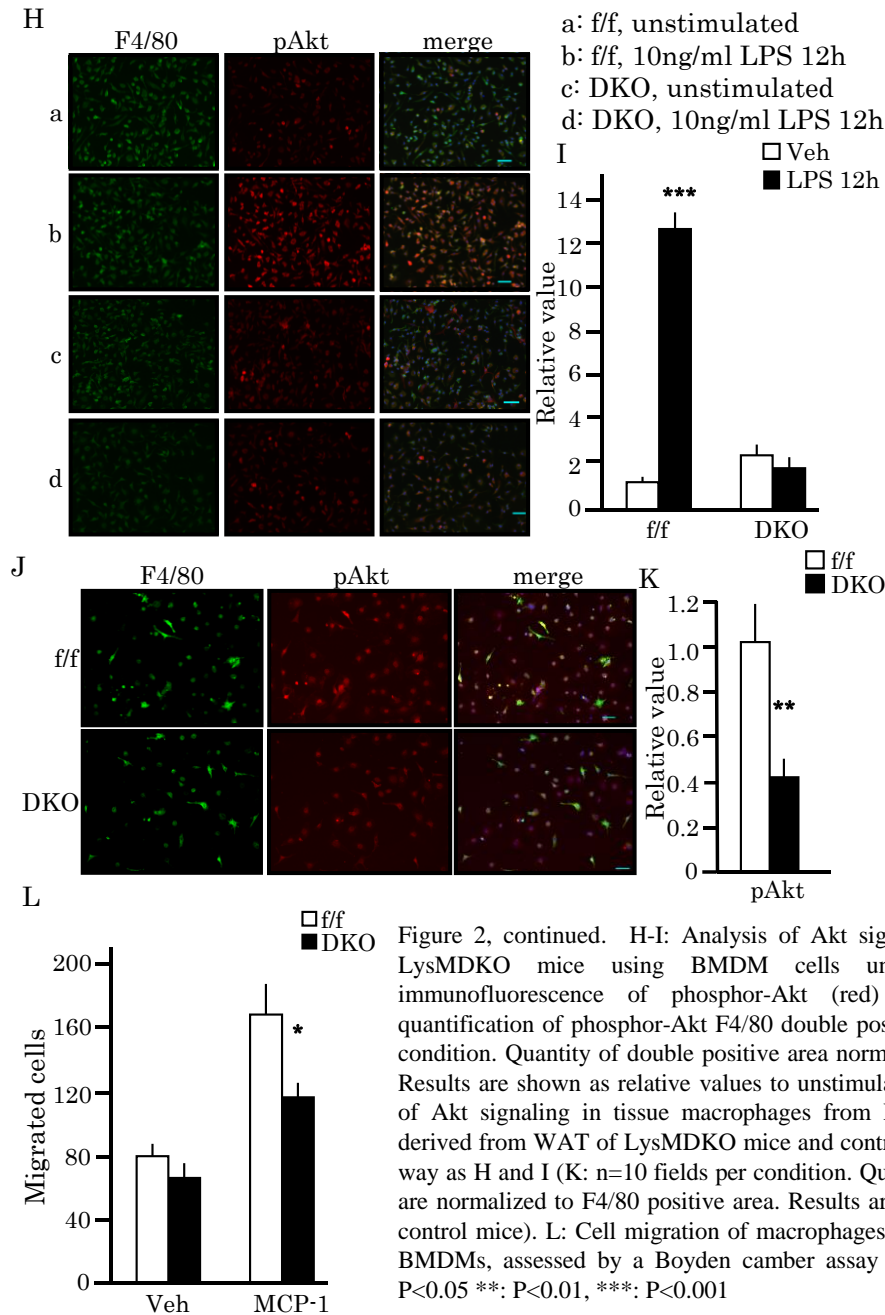 H
F4/80 pAkt merge
a
b
c
d
a: f/f, unstimulated
b: f/f, 10ng/ml LPS 12h
c: DKO, unstimulated
d: DKO, 10ng/ml LPS 12h
I
Veh
LPS 12h
***
Relative value
14
12
10
8
6
4
2
0
f/f DKO
J
F4/80 pAkt merge
f/f
DKO
K
f/f
DKO
**
Relative value
1.2
1.0
0.8
0.6
0.4
0.2
0
pAkt
L
f/f
DKO
*
Migrated cells
200
160
120
80
40
0
Veh MCP-1
Figure 2, continued. H-I: Analysis of Akt sig
LysMDKO mice using BMDM cells un
immunofluorescence of phosphor-Akt (red)
quantification of phosphor-Akt F4/80 double pos
condition. Quantity of double positive area norm
Results are shown as relative values to unstimula
of Akt signaling in tissue macrophages from
derived from WAT of LysMDKO mice and contr
way as H and I (K: n=10 fields per condition. Qu
are normalized to F4/80 positive area. Results ar
control mice). L: Cell migration of macrophages
BMDMs, assessed by a Boyden camber assay
P<0.05 **: P<0.01, ***: P<0.001